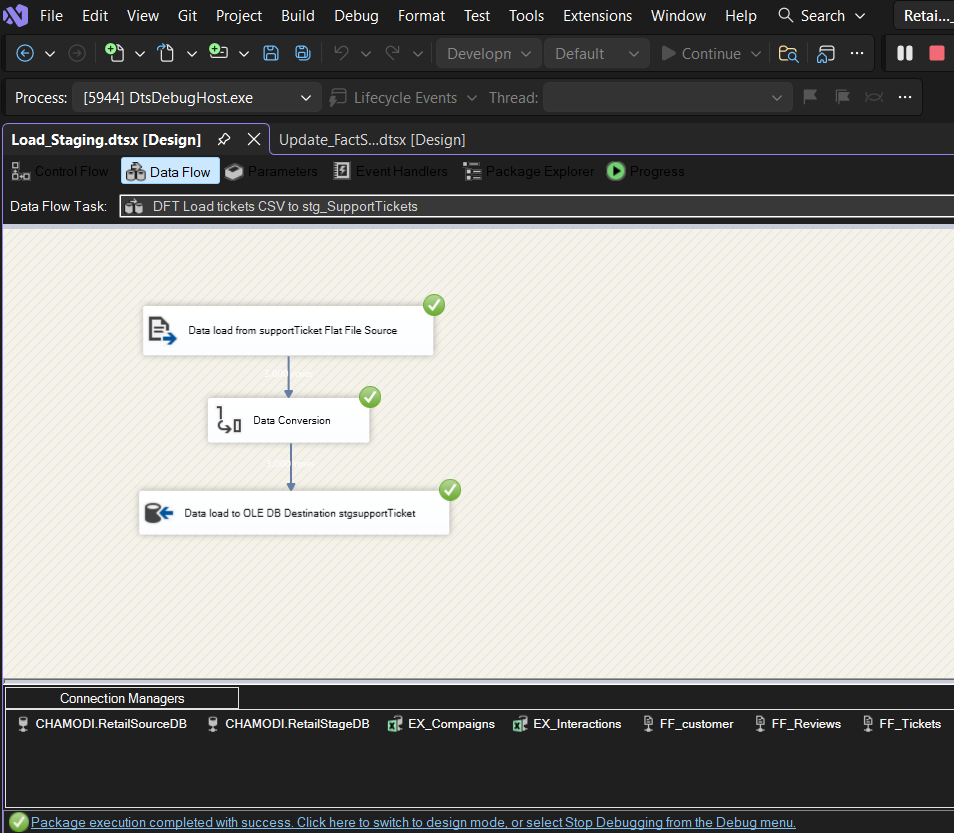 File Edit View Git Project Build Debug Format Test Tools Extensions Window Help Search Retai...
Developm Default Continue
Process: [5944] DtsDebugHost.exe Lifecycle Events Thread:
Load_Staging.dtsx [Design] Update_FactS...dtsx [Design]
Control Flow Data Flow Parameters Event Handlers Package Explorer Progress
Data Flow Task: DFT Load tickets CSV to stg_SupportTickets
Data load from supportTicket Flat File Source
rows
Data Conversion
rows
Data load to OLE DB Destination stgsupportTicket
Connection Managers
CHAMODI.RetailSourceDB CHAMODI.RetailStageDB EX_Compaigns EX_Interactions FF_customer FF_Reviews FF_Tickets
Package execution completed with success. Click here to switch to design mode, or select Stop Debugging from the Debug menu.